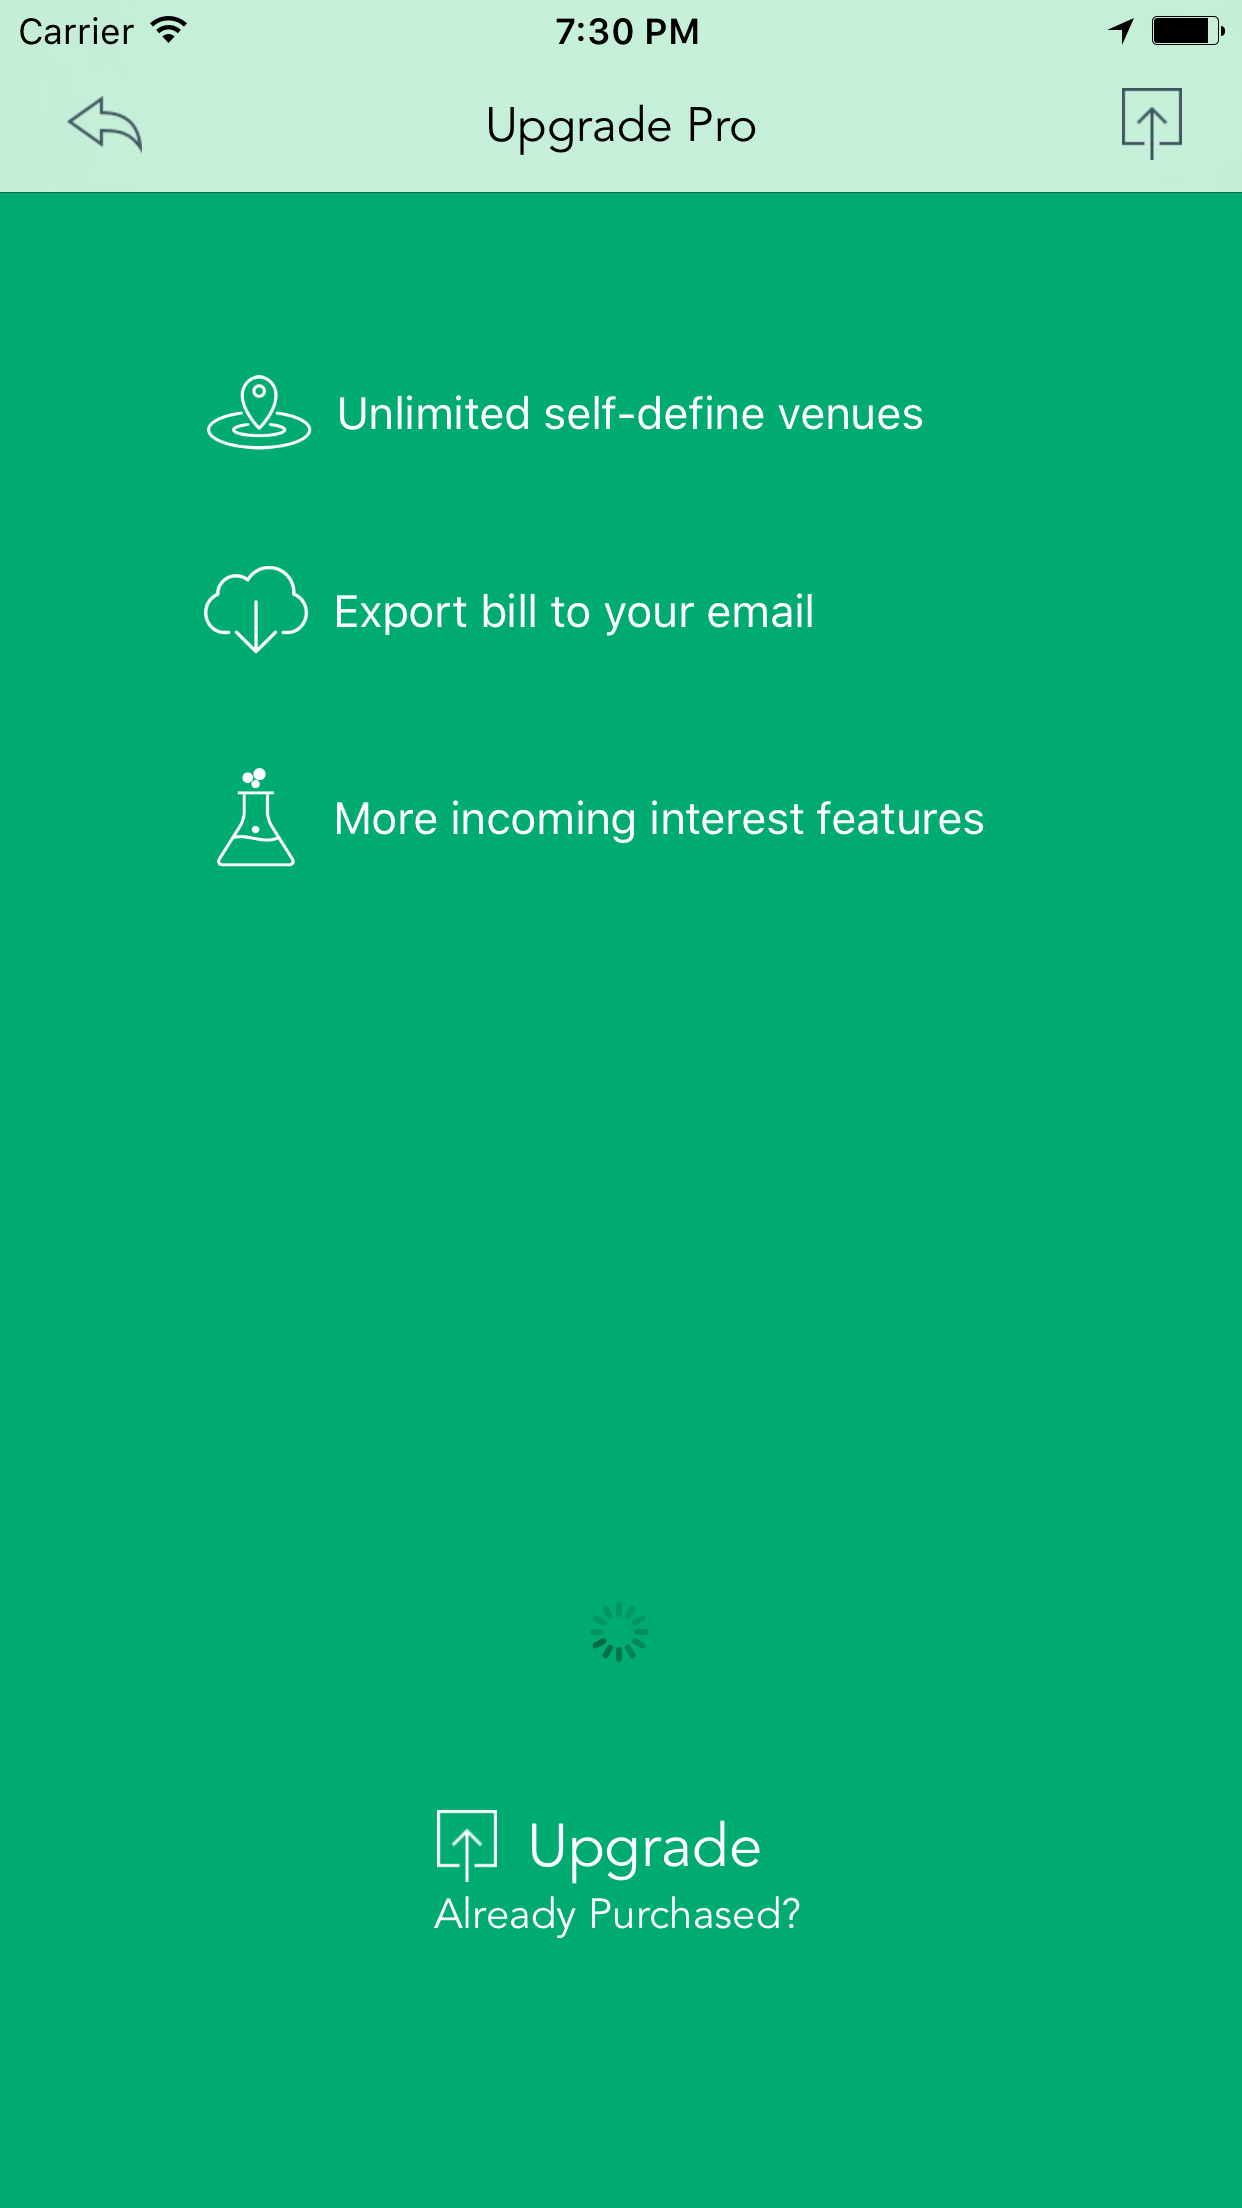 Carrier 7:30 PM
Upgrade Pro
Unlimited self-define venues
Export bill to your email
More incoming interest features
Upgrade
Already Purchased?